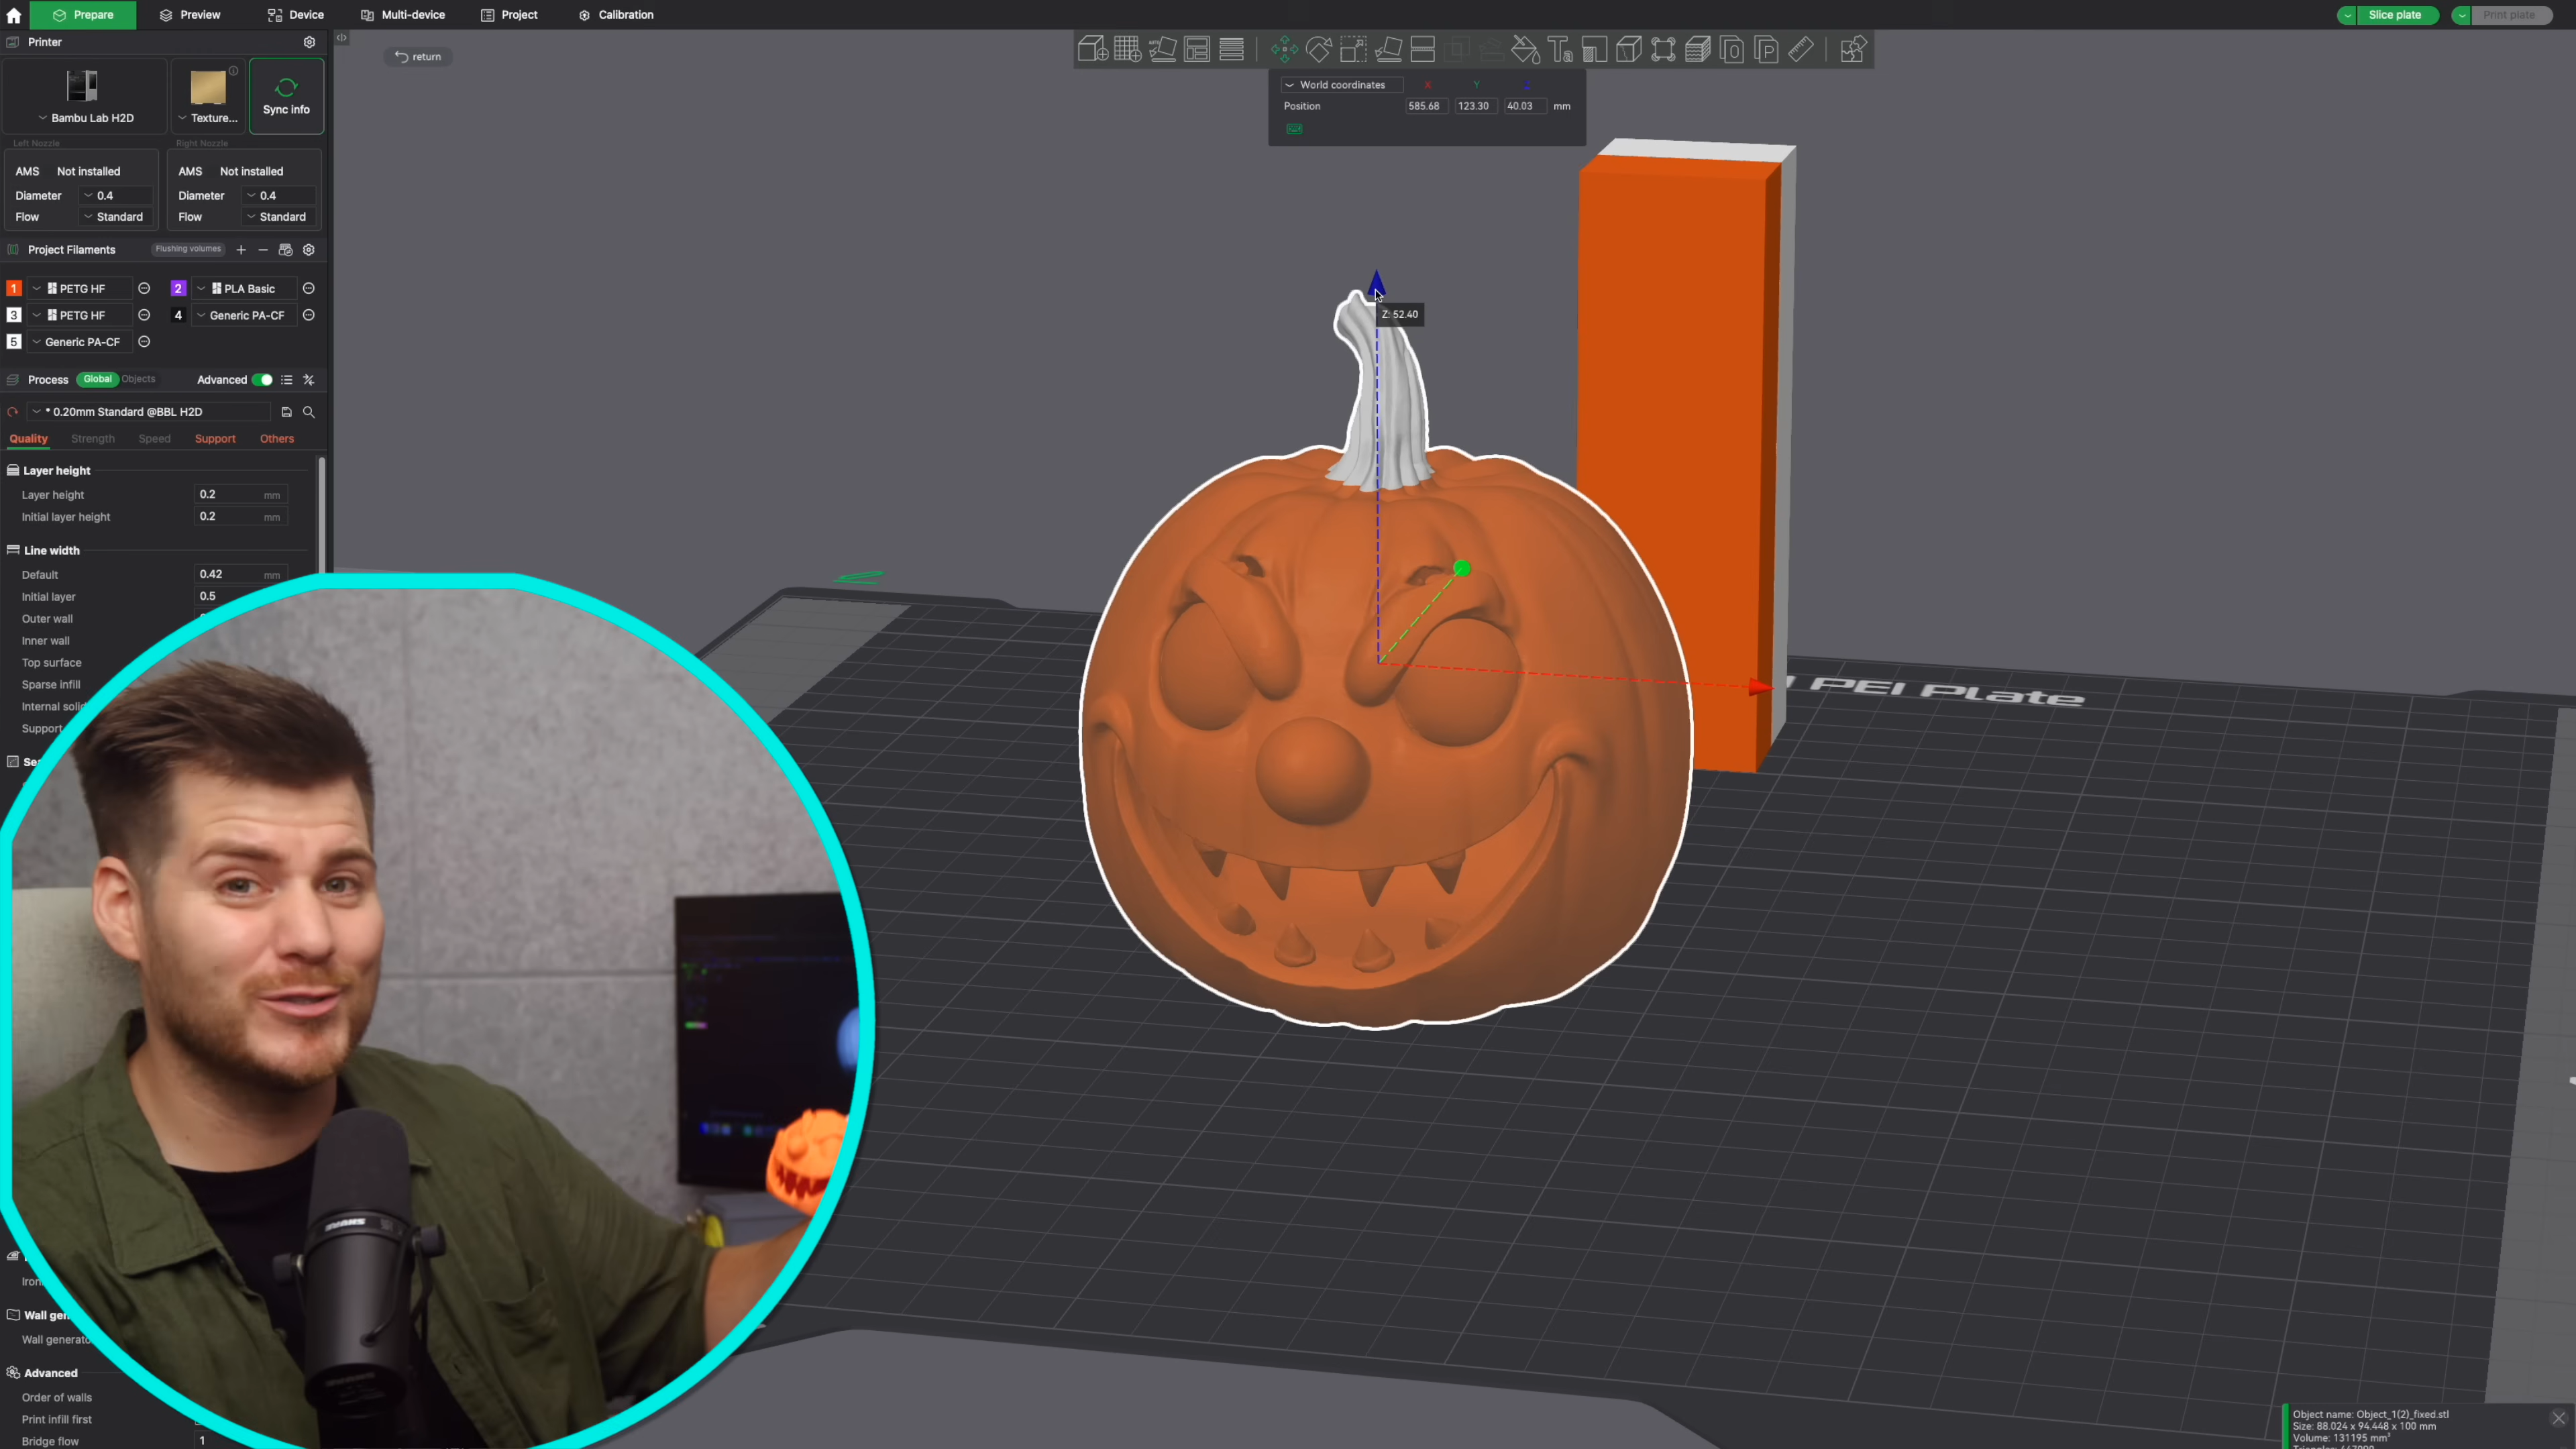 Prepare Preview Device Multi-device Project Calibration Slice plate Print plate
Printer
return
World coordinates X Y Z
Position 585.68 123.30 40.03 mm
Bambu Lab H2D Texture... Sync info
Left Nozzle Right Nozzle
AMS Not installed AMS Not installed
Diameter 0.4 Diameter 0.4
Flow Standard Flow Standard
Project Filaments Flushing volumes
1 PETG HF 2 PLA Basic
3 PETG HF 4 Generic PA-CF
5 Generic PA-CF
Z: 52.40
Process Global Objects Advanced
* 0.20mm Standard @BBL H2D
Quality Strength Speed Support Others
Layer height
Layer height 0.2 mm
Initial layer height 0.2 mm
Line width
Default 0.42 mm
Initial layer 0.5
Outer wall
Inner wall
Top surface
Sparse infill
Internal solid
Support
PEI Plate
SHURE
Wall gen
Wall generato
Advanced
Order of walls
Print infill first
Bridge flow 1
Object name: Object_1(2)_fixed.stl
Size: 88.024 x 94.448 x 100 mm
Volume: 131195 mm³